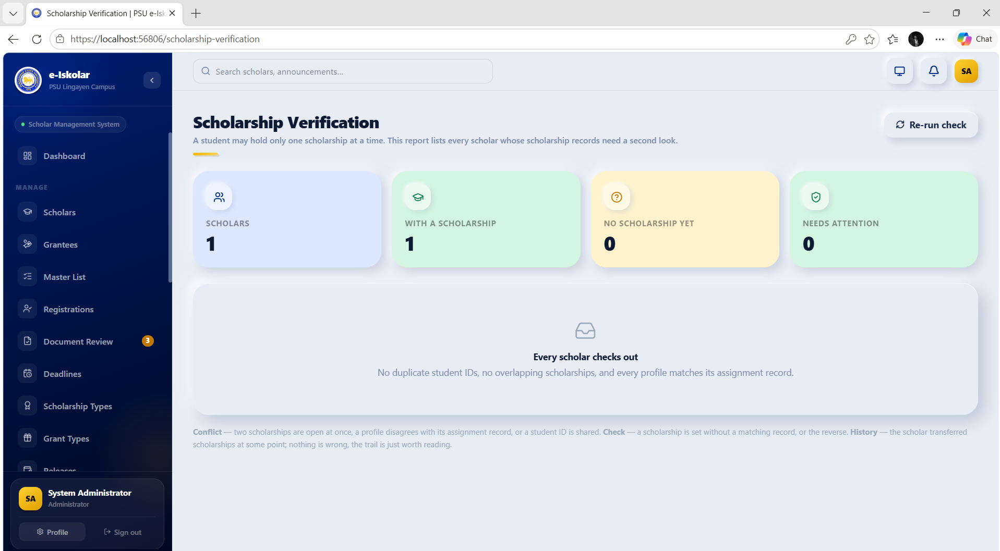 Scholarship Verification | PSU e-Isk
https://localhost:56806/scholarship-verification
Chat
e-Iskolar
PSU Lingayen Campus
Scholar Management System
Dashboard
MANAGE
Scholars
Grantees
Master List
Registrations
Document Review
3
Deadlines
Scholarship Types
Grant Types
Releases
SA
System Administrator
Administrator
Profile
Sign out
Search scholars, announcements...
SA
Scholarship Verification
A student may hold only one scholarship at a time. This report lists every scholar whose scholarship records need a second look.
Re-run check
SCHOLARS
1
WITH A SCHOLARSHIP
1
NO SCHOLARSHIP YET
0
NEEDS ATTENTION
0
Every scholar checks out
No duplicate student IDs, no overlapping scholarships, and every profile matches its assignment record.
Conflict — two scholarships are open at once, a profile disagrees with its assignment record, or a student ID is shared. Check — a scholarship is set without a matching record, or the reverse. History — the scholar transferred
scholarships at some point; nothing is wrong, the trail is just worth reading.